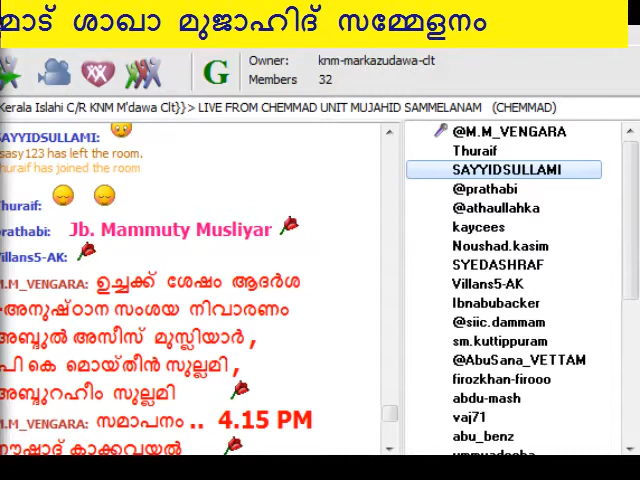 മാട് ശാഖാ മുജാഹിദ് സമ്മേളനം
G
Owner: knm-markazudawa-clt
Members 32
Kerala Islahi C/R KNM M'dawa Clt}}> LIVE FROM CHEMMAD UNIT MUJAHID SAMMELANAM (CHEMMAD)
SAYYIDSULLAMI:
sasy123 has left the room.
huraif has joined the room
Thuraif:
prathabi: Jb. Mammuty Musliyar
Villans5-AK:
M.M_VENGARA: ഉച്ചക്ക് ശേഷം ആദർശ
-അനുഷ്ഠാന സംശയ നിവാരണം
അബ്ദുൽ അസീസ് മുസ്ലിയാർ ,
പി കെ മൊയ്തീൻ സുല്ലമി ,
അബ്ദുറഹീം സുല്ലമി
M.M_VENGARA: സമാപനം .. 4.15 PM
നൗഷാദ് കാക്കവയൽ
@M.M_VENGARA
Thuraif
SAYYIDSULLAMI
@prathabi
@athaullahka
kaycees
Noushad.kasim
SYEDASHRAF
Villans5-AK
Ibnabubacker
@siic.dammam
sm.kuttippuram
@AbuSana_VETTAM
firozkhan-firooo
abdu-mash
vaj71
abu_benz